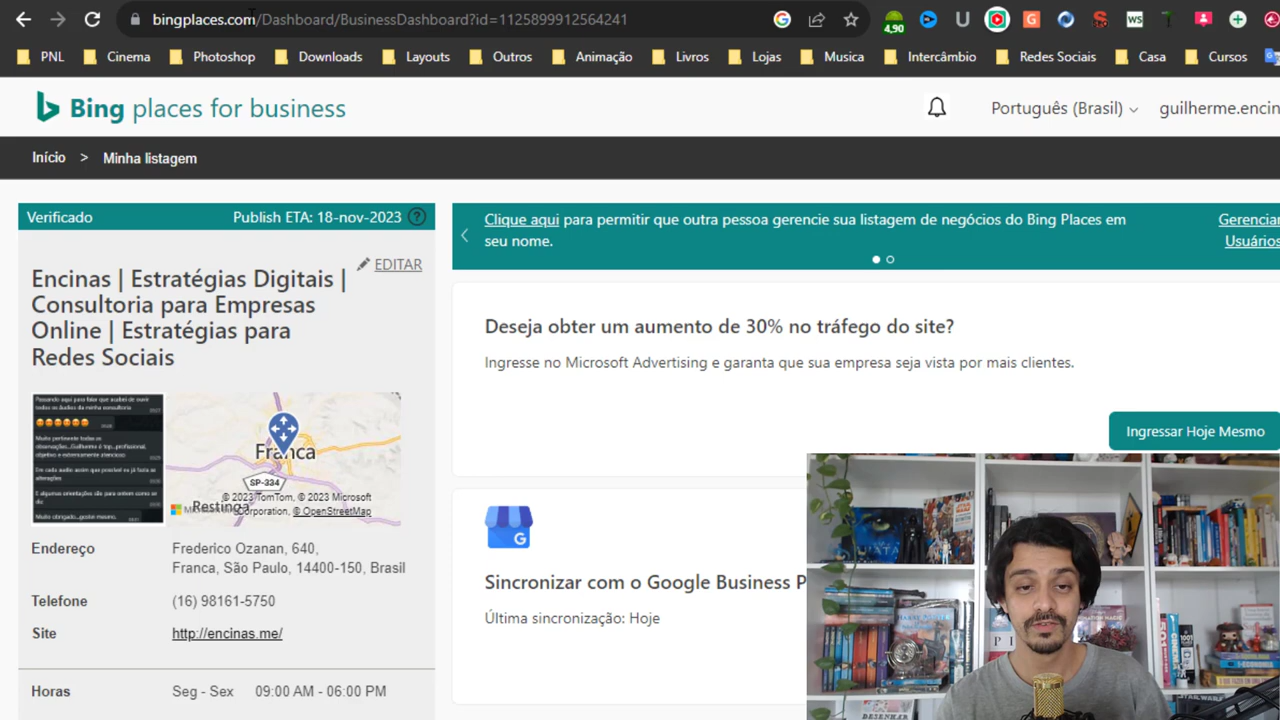 bingplaces.com/Dashboard/BusinessDashboard?id=1125899912564241
4,90
U
G
WS
PNL
Cinema
Photoshop
Downloads
Layouts
Outros
Animação
Livros
Lojas
Musica
Intercâmbio
Redes Sociais
Casa
Cursos
Bing places for business
Português (Brasil)
guilherme.encin
Início > Minha listagem
Verificado
Publish ETA: 18-nov-2023 ?
EDITAR
Encinas | Estratégias Digitais |
Consultoria para Empresas
Online | Estratégias para
Redes Sociais
Clique aqui para permitir que outra pessoa gerencie sua listagem de negócios do Bing Places em
seu nome.
Gerenciar
Usuários
Deseja obter um aumento de 30% no tráfego do site?
Ingresse no Microsoft Advertising e garanta que sua empresa seja vista por mais clientes.
Ingressar Hoje Mesmo
Franca
SP-334
Restinga
© 2023 TomTom, © 2023 Microsoft
Corporation, © OpenStreetMap
Endereço
Frederico Ozanan, 640,
Franca, São Paulo, 14400-150, Brasil
Telefone
(16) 98161-5750
Site
http://encinas.me/
Horas
Seg - Sex 09:00 AM - 06:00 PM
G
Sincronizar com o Google Business P
Última sincronização: Hoje